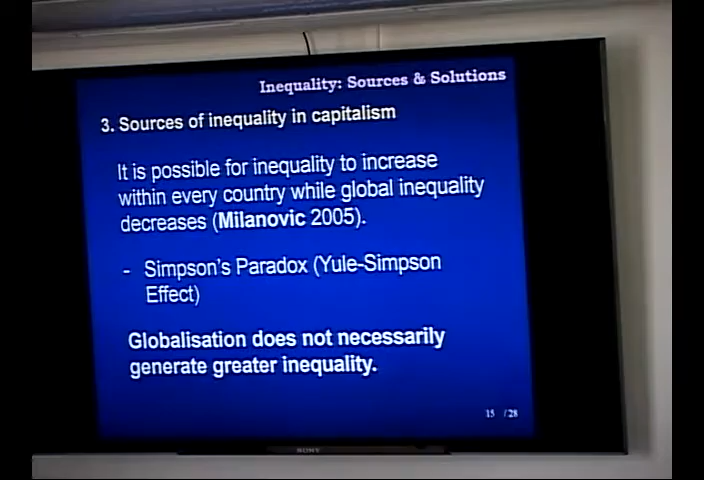 Inequality: Sources & Solutions
3. Sources of inequality in capitalism
It is possible for inequality to increase
within every country while global inequality
decreases (Milanovic 2005).
- Simpson's Paradox (Yule-Simpson
Effect)
Globalisation does not necessarily
generate greater inequality.
15 /28
SONY